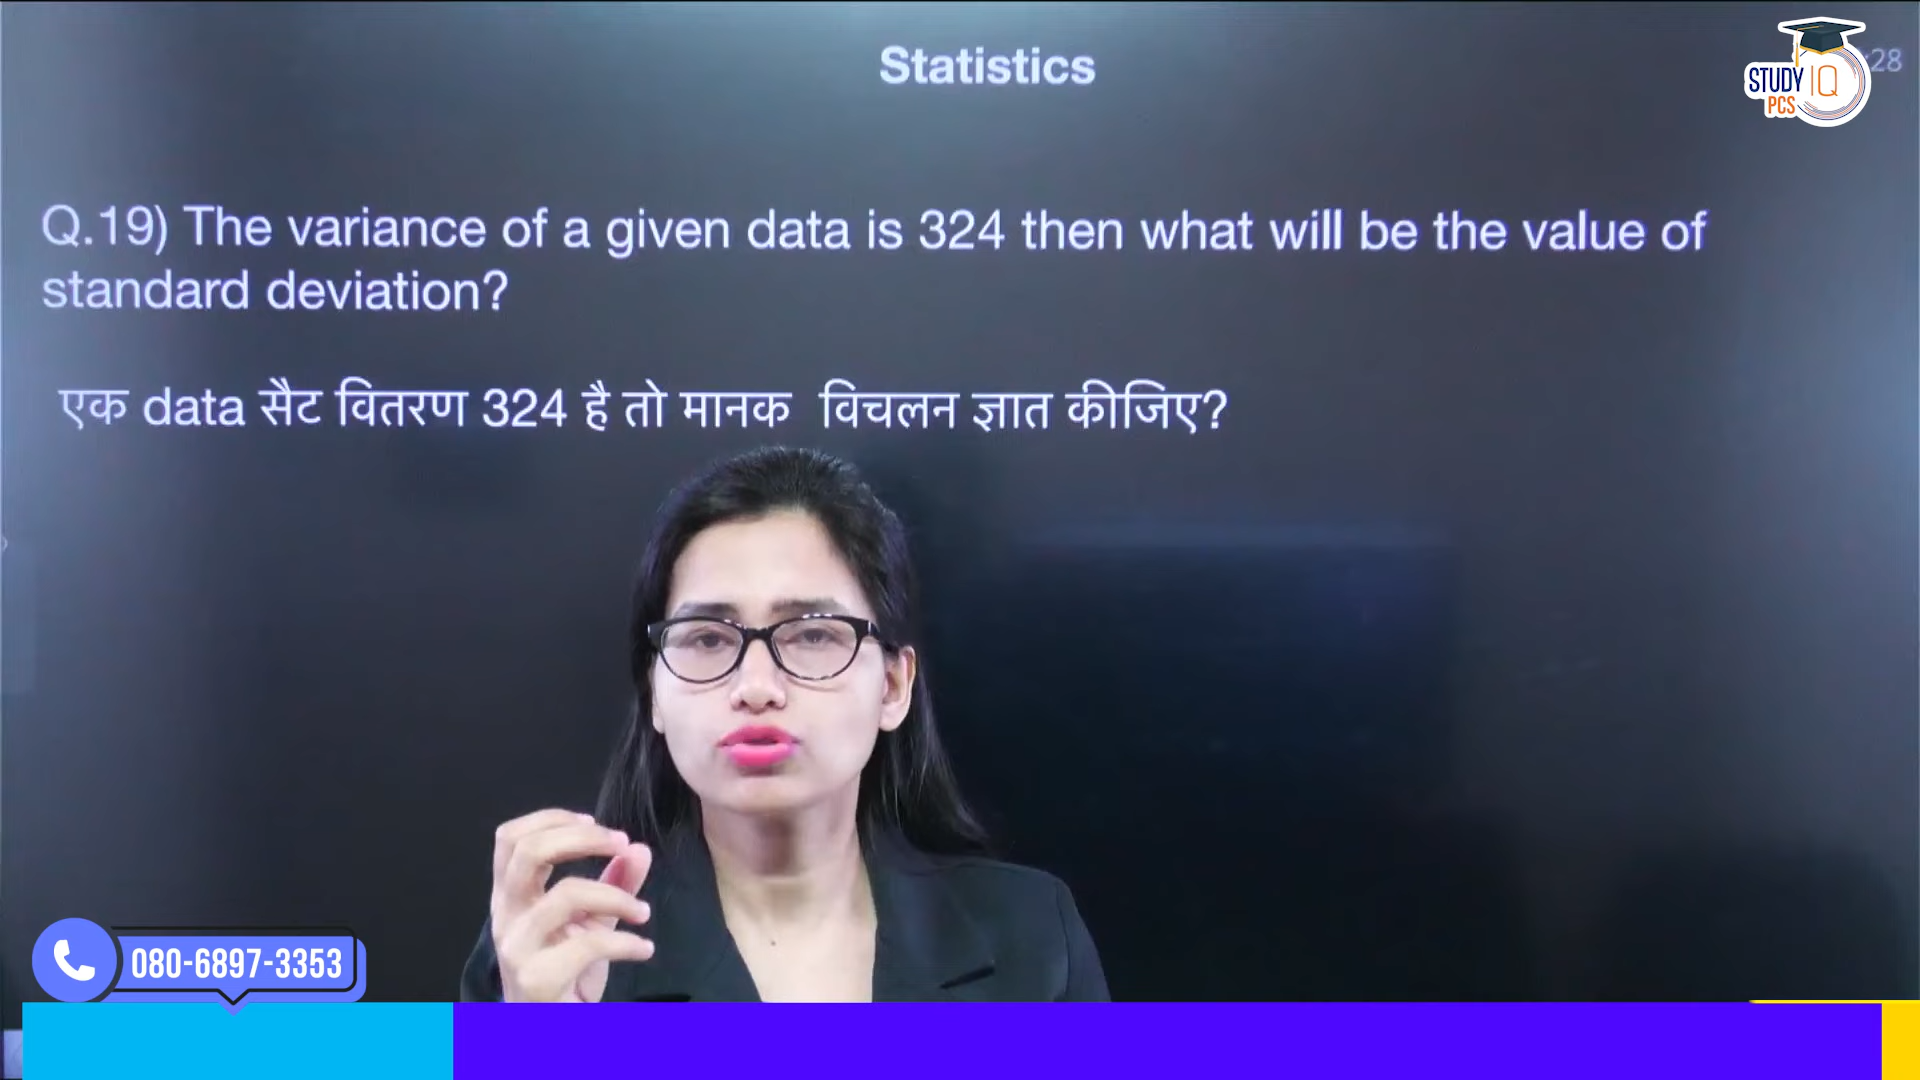 Statistics
:28
STUDY IQ
PCS
Q.19) The variance of a given data is 324 then what will be the value of
standard deviation?
एक data सैट वितरण 324 है तो मानक विचलन ज्ञात कीजिए?
080-6897-3353